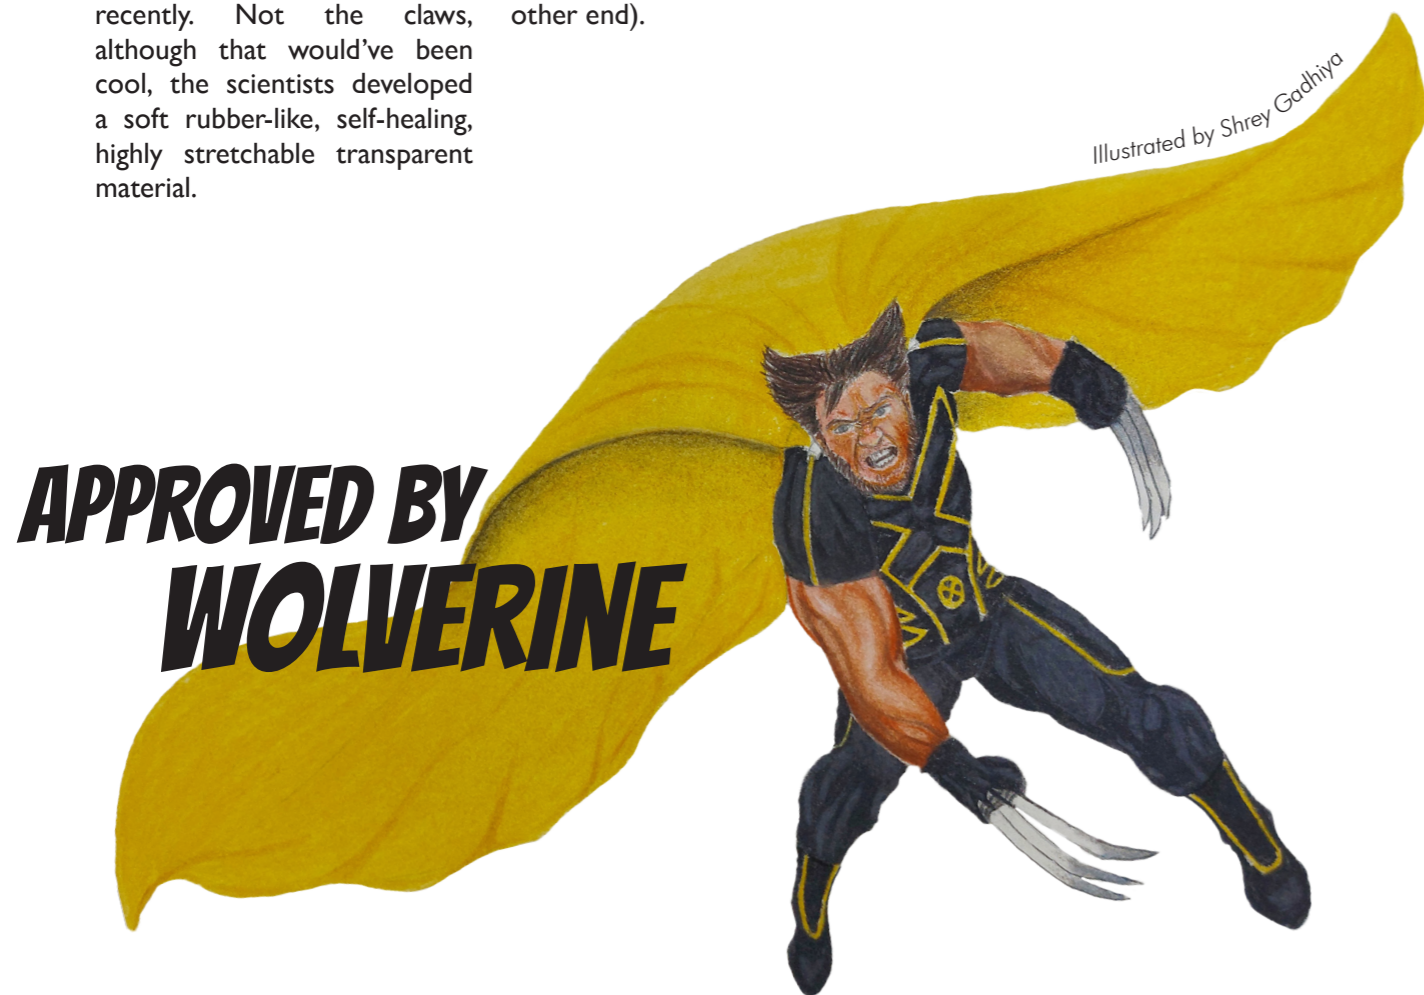 recently. Not the claws,
although that would’ve been
cool, the scientists developed
a soft rubber-like, self-healing,
highly stretchable transparent
material.
other end).
Illustrated by Shrey Gadhiya
APPROVED BY
WOLVERINE